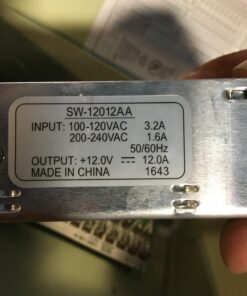 SW-12012AA
INPUT: 100-120VAC 3.2A
200-240VAC 1.6A
50/60Hz
OUTPUT: +12.0V ⎓ 12.0A
MADE IN CHINA 1643